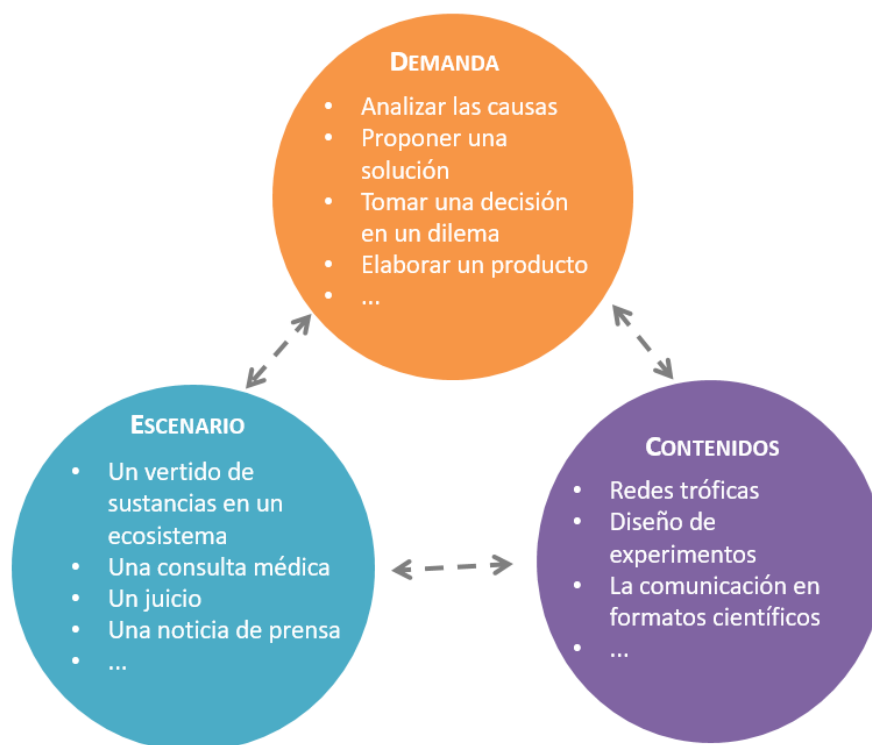 DEMANDA
• Analizar las causas
• Proponer una
solución
• Tomar una decisión
en un dilema
• Elaborar un producto
• ...
ESCENARIO
• Un vertido de
sustancias en un
ecosistema
• Una consulta médica
• Un juicio
• Una noticia de prensa
• ...
CONTENIDOS
• Redes tróficas
• Diseño de
experimentos
• La comunicación en
formatos científicos
• ...